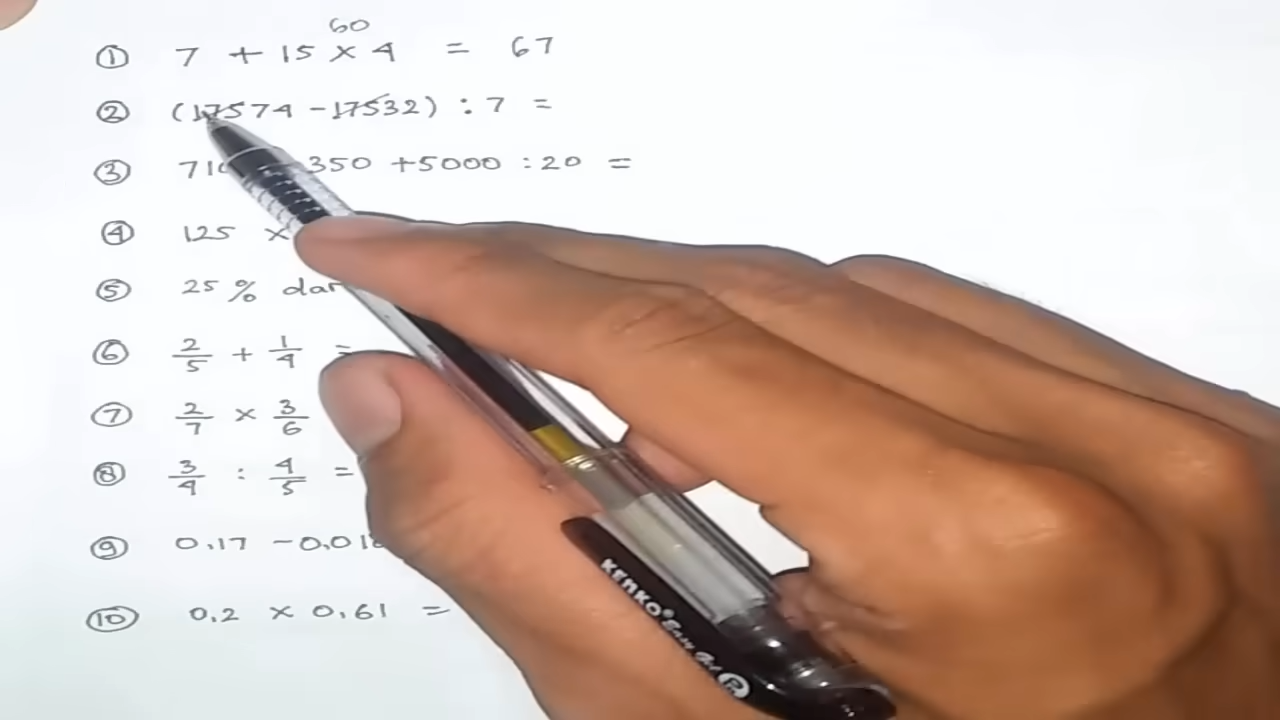 60
① 7 + 15 × 4 = 67
② (17574 - 17532) : 7 =
③ 350 + 5000 : 20 =
④ 125 ×
⑤ 25 %
⑥ 2/5 + 1/4 =
⑦ 2/7 × 3/6
⑧ 3/4 : 4/5 =
⑨ 0,17 - 0,01
⑩ 0,2 × 0,61 =
KENKO®